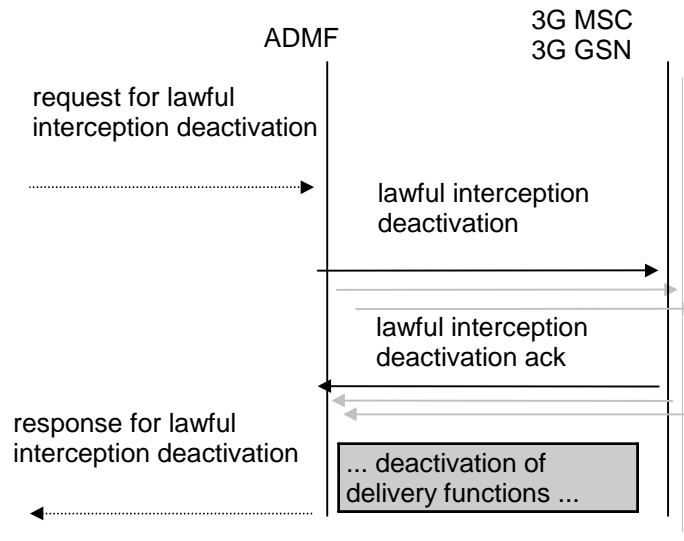 ADMF
3G MSC
3G GSN
request for lawful
interception deactivation
lawful interception
deactivation
lawful interception
deactivation ack
response for lawful
interception deactivation
... deactivation of
delivery functions ...